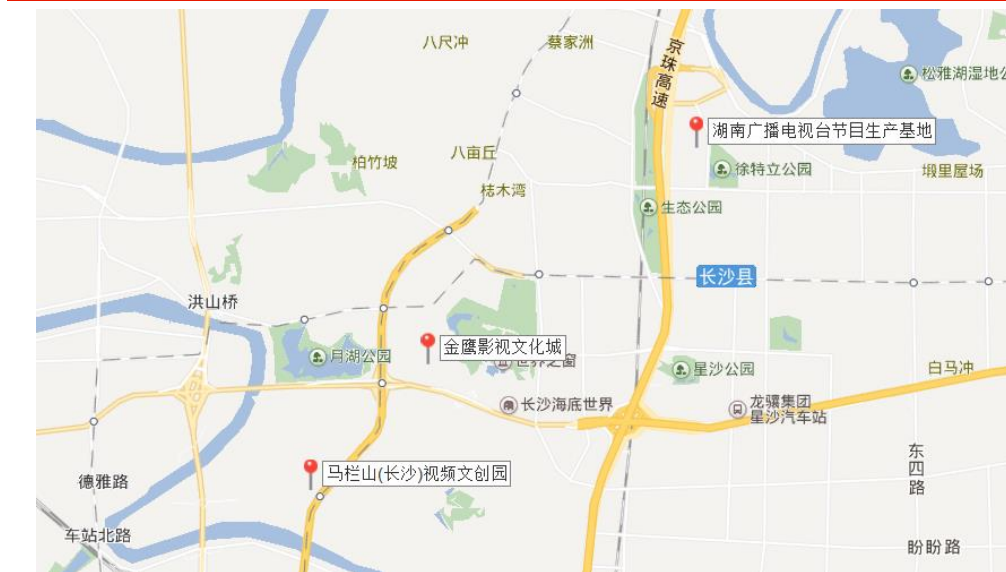 八尺冲
蔡家洲
京珠高速
松雅湖湿地公
湖南广播电视台节目生产基地
柏竹坡
八亩丘
徐特立公园
塅里屋场
梽木湾
生态公园
长沙县
洪山桥
金鹰影视文化城
月湖公园
世界之窗
星沙公园
白马冲
长沙海底世界
龙骧集团
星沙汽车站
马栏山(长沙)视频文创园
德雅路
东四路
车站北路
盼盼路